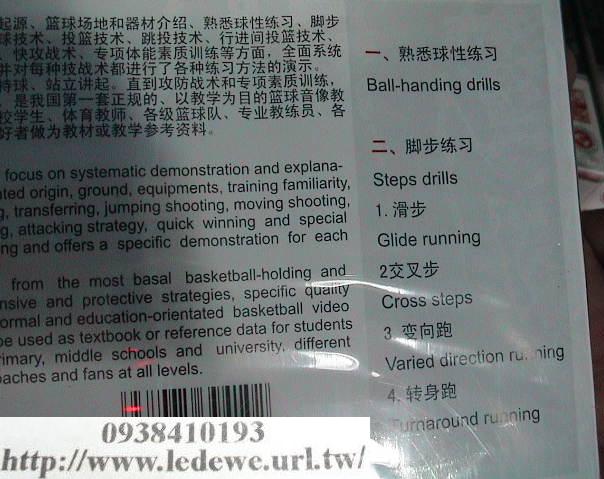 起源、篮球场地和器材介绍、熟悉球性练习、脚步
球技术、投篮技术、跳投技术、行进间投篮技术、
、快攻战术、专项体能素质训练等方面，全面系统
并对每种技战术都进行了各种练习方法的演示。
持球、站立讲起。直到攻防战术和专项素质训练，
，是我国第一套正规的、以教学为目的篮球音像教
校学生、体育教师、各级篮球队、专业教练员、各
好者做为教材或教学参考资料。
focus on systematic demonstration and explana-
ated origin, ground, equipments, training familiarity,
g, transferring, jumping shooting, moving shooting,
g, attacking strategy, quick winning and special
ng and offers a specific demonstration for each
from the most basal basketball-holding and
ensive and protective strategies, specific quality
ormal and education-orientated basketball video
be used as textbook or reference data for students
rimary, middle schools and university, different
oaches and fans at all levels.
一、熟悉球性练习
Ball-handing drills
二、脚步练习
Steps drills
1. 滑步
Glide running
2交叉步
Cross steps
3. 变向跑
Varied direction running
4. 转身跑
Turnaround running
0938410193
http://www.ledewe.url.tw/